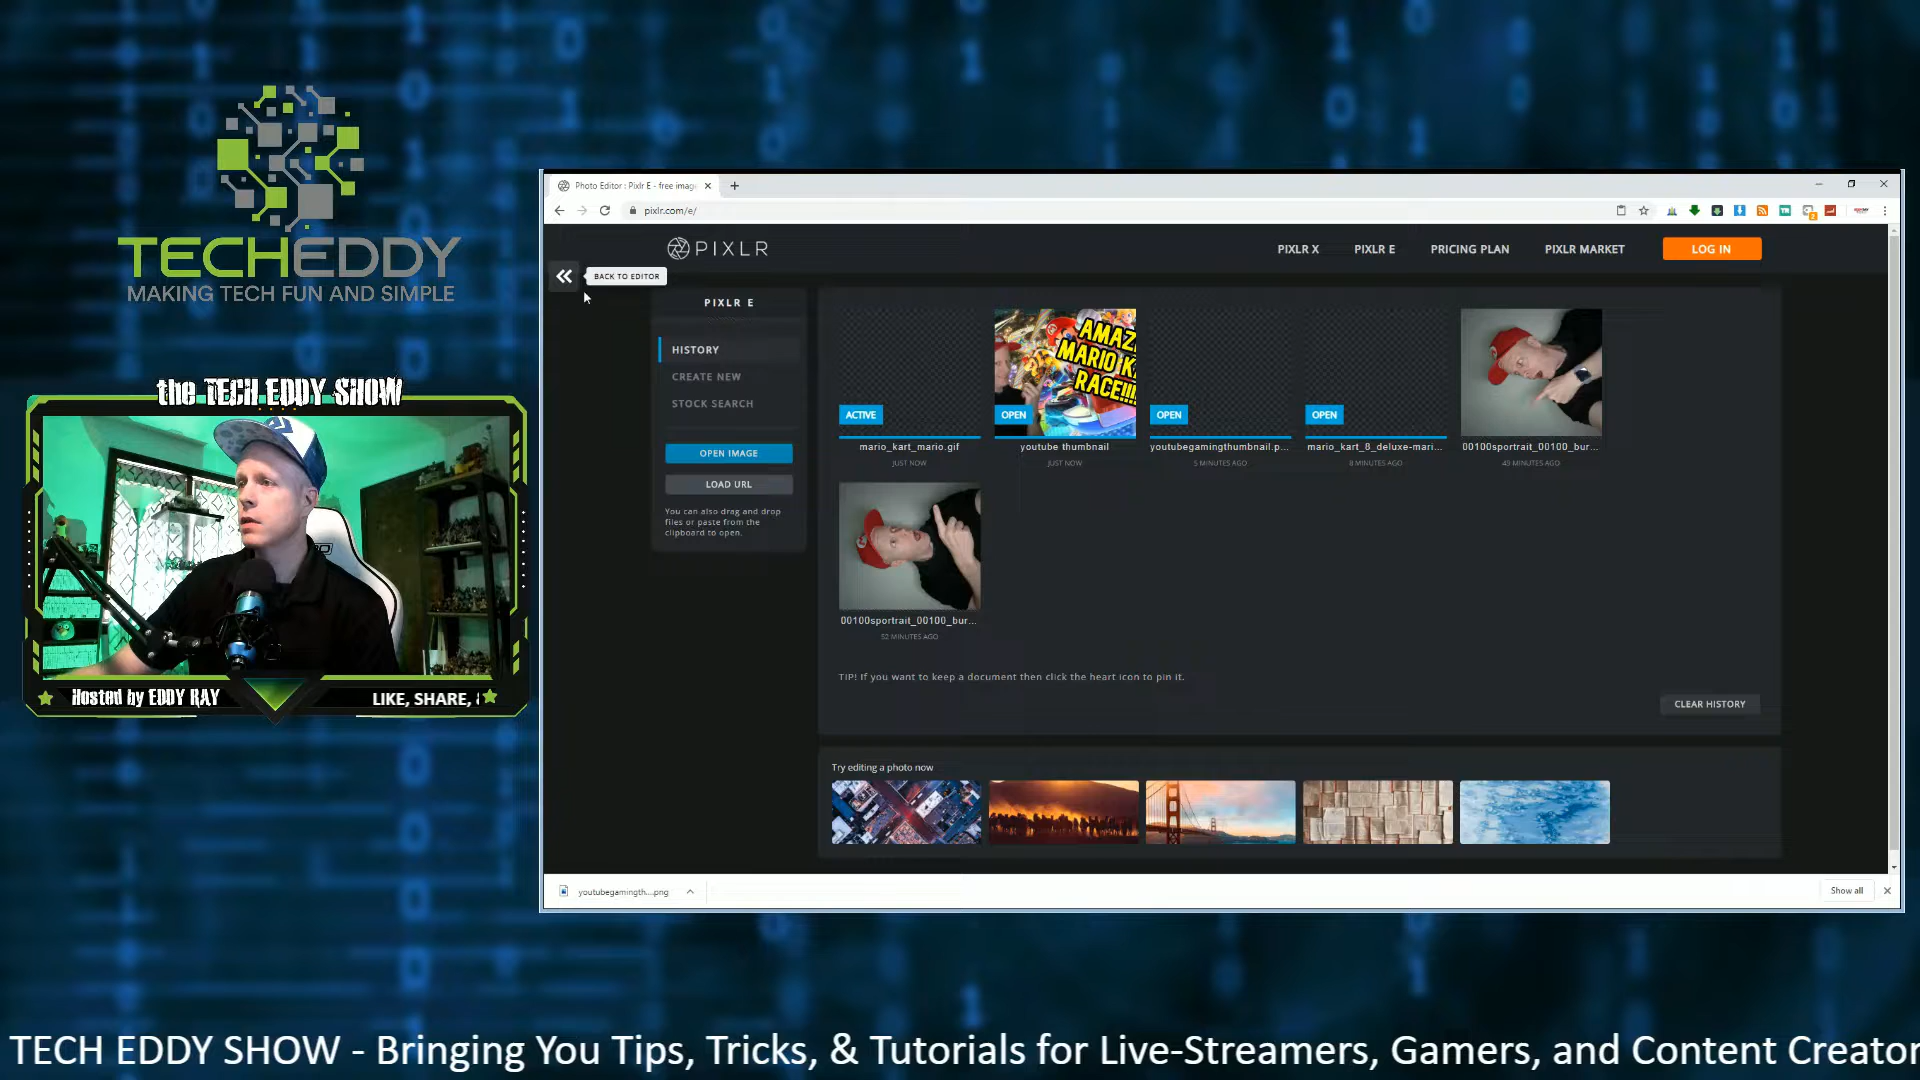 TECHEDDY
MAKING TECH FUN AND SIMPLE
the TECH EDDY SHOW
Hosted by EDDY RAY
LIKE, SHARE,
Photo Editor : Pixlr E - free imag
pixlr.com/e/
PIXLR
PIXLR X
PIXLR E
PRICING PLAN
PIXLR MARKET
LOG IN
BACK TO EDITOR
PIXLR E
HISTORY
CREATE NEW
STOCK SEARCH
OPEN IMAGE
LOAD URL
You can also drag and drop
files or paste from the
clipboard to open.
AMAZ
MARIO K
RACE!!!!
ACTIVE
OPEN
OPEN
OPEN
mario_kart_mario.gif
youtube thumbnail
youtubegamingthumbnail.p...
mario_kart_8_deluxe-mari...
00100sportrait_00100_bur...
JUST NOW
JUST NOW
5 MINUTES AGO
8 MINUTES AGO
49 MINUTES AGO
00100sportrait_00100_bur...
52 MINUTES AGO
TIP! If you want to keep a document then click the heart icon to pin it.
CLEAR HISTORY
Try editing a photo now
youtubegamingth....png
Show all
TECH EDDY SHOW - Bringing You Tips, Tricks, & Tutorials for Live-Streamers, Gamers, and Content Creator